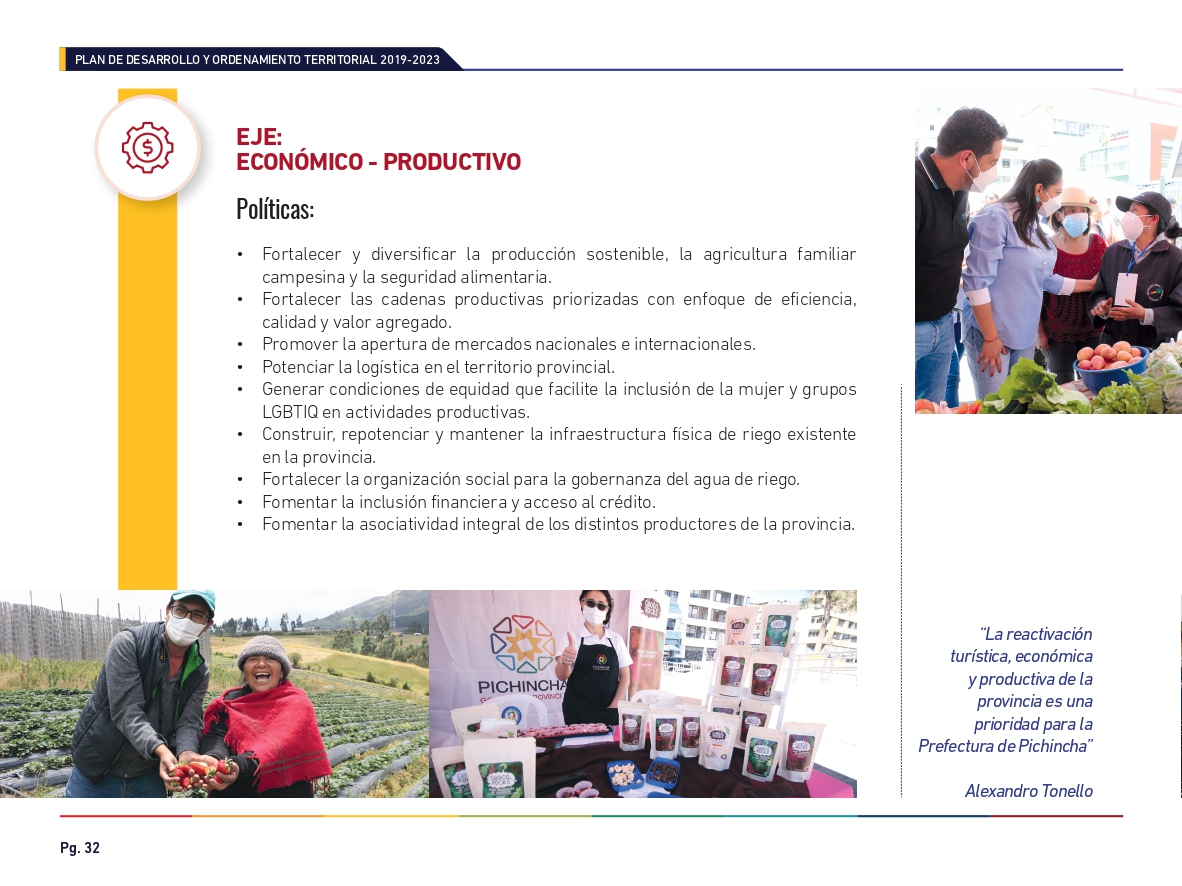 PLAN DE DESARROLLO Y ORDENAMIENTO TERRITORIAL 2019-2023
$
EJE:
ECONÓMICO - PRODUCTIVO
Políticas:
• Fortalecer y diversificar la producción sostenible, la agricultura familiar
campesina y la seguridad alimentaria.
• Fortalecer las cadenas productivas priorizadas con enfoque de eficiencia,
calidad y valor agregado.
• Promover la apertura de mercados nacionales e internacionales.
• Potenciar la logística en el territorio provincial.
• Generar condiciones de equidad que facilite la inclusión de la mujer y grupos
LGBTIQ en actividades productivas.
• Construir, repotenciar y mantener la infraestructura física de riego existente
en la provincia.
• Fortalecer la organización social para la gobernanza del agua de riego.
• Fomentar la inclusión financiera y acceso al crédito.
• Fomentar la asociatividad integral de los distintos productores de la provincia.
PICHINCHA
PICHINCHA
CHOCO
ROCKS
“La reactivación
turística, económica
y productiva de la
provincia es una
prioridad para la
Prefectura de Pichincha”
Alexandro Tonello
Pg. 32